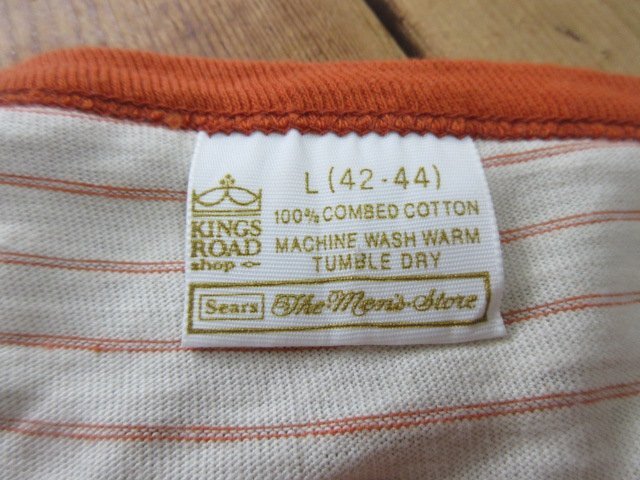 L (42-44)
100% COMBED COTTON
MACHINE WASH WARM
TUMBLE DRY
KINGS
ROAD
shop
Sears The Men's Store